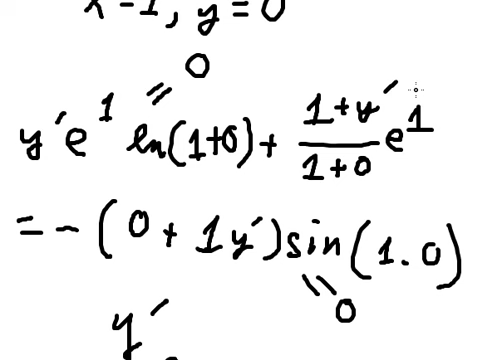 x=1, y=0
0
y'e^1 ln(1+0) + (1+y')/(1+0) e^1
= -(0 + 1y')sin(1.0)
0
y'